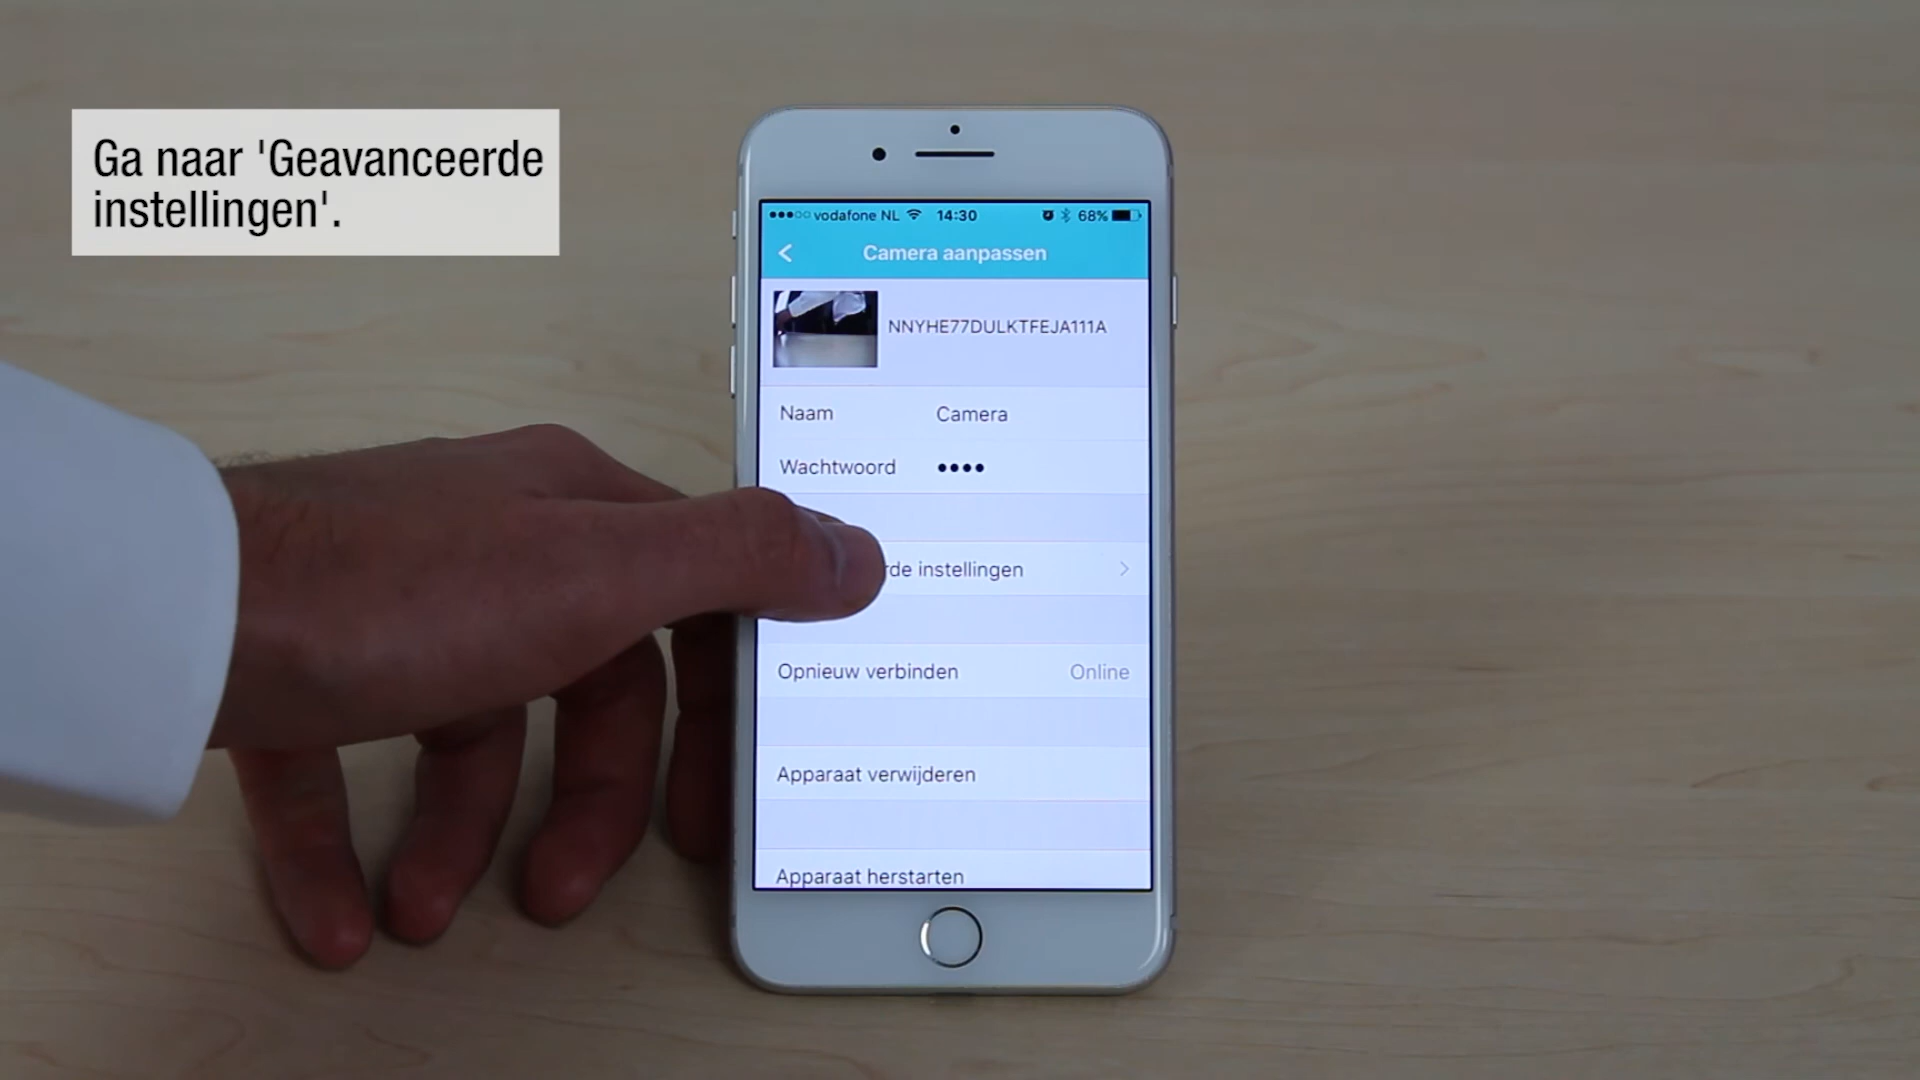 Ga naar 'Geavanceerde
instellingen'.
vodafone NL 14:30 68%
Camera aanpassen
NNYHE77DULKTFEJA111A
Naam Camera
Wachtwoord ••••
instellingen
Opnieuw verbinden Online
Apparaat verwijderen
Apparaat herstarten